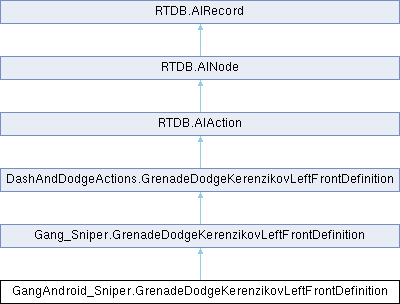 RTDB.AIRecord
RTDB.AINode
RTDB.AIAction
DashAndDodgeActions.GrenadeDodgeKerenzikovLeftFrontDefinition
Gang_Sniper.GrenadeDodgeKerenzikovLeftFrontDefinition
GangAndroid_Sniper.GrenadeDodgeKerenzikovLeftFrontDefinition